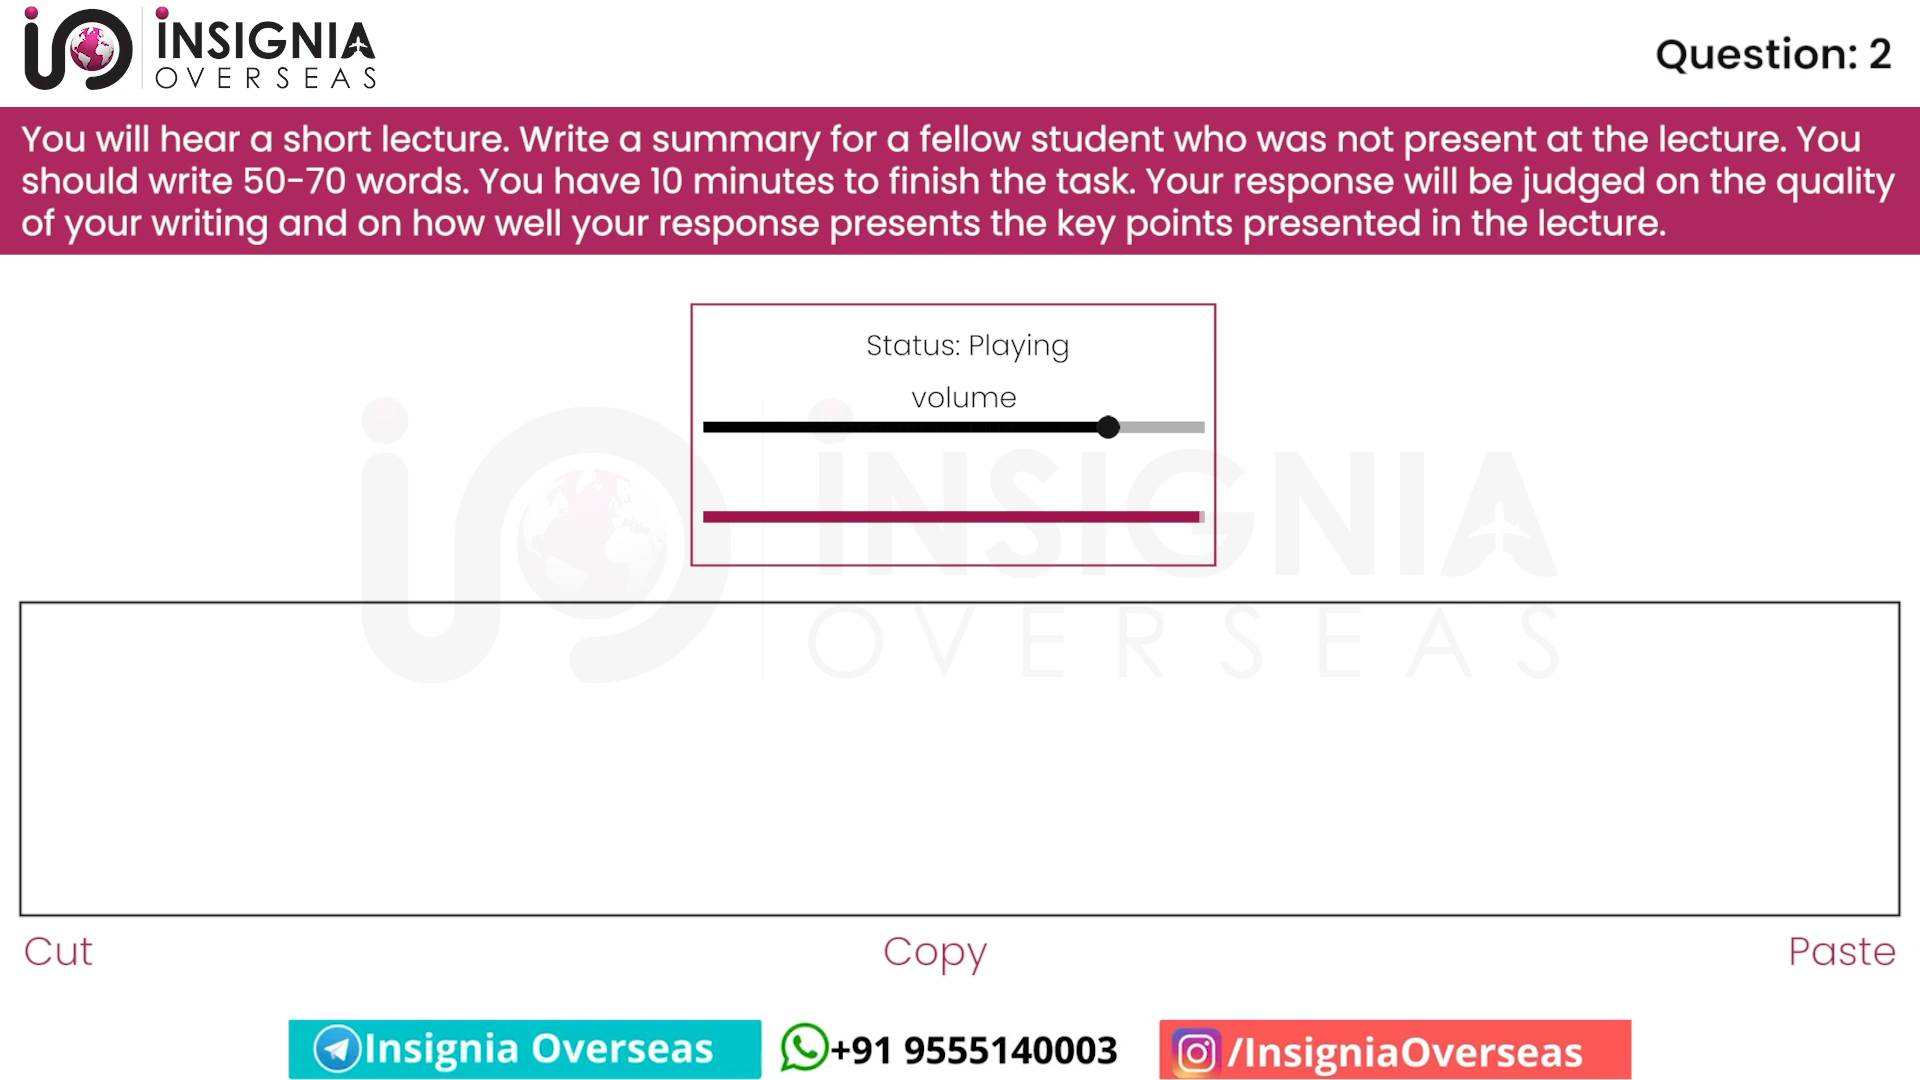 iNSIGNIA
OVERSEAS
Question: 2
You will hear a short lecture. Write a summary for a fellow student who was not present at the lecture. You
should write 50-70 words. You have 10 minutes to finish the task. Your response will be judged on the quality
of your writing and on how well your response presents the key points presented in the lecture.
Status: Playing
volume
iNSIGNIA
OVERSEAS
Cut
Copy
Paste
Insignia Overseas
+91 9555140003
/InsigniaOverseas